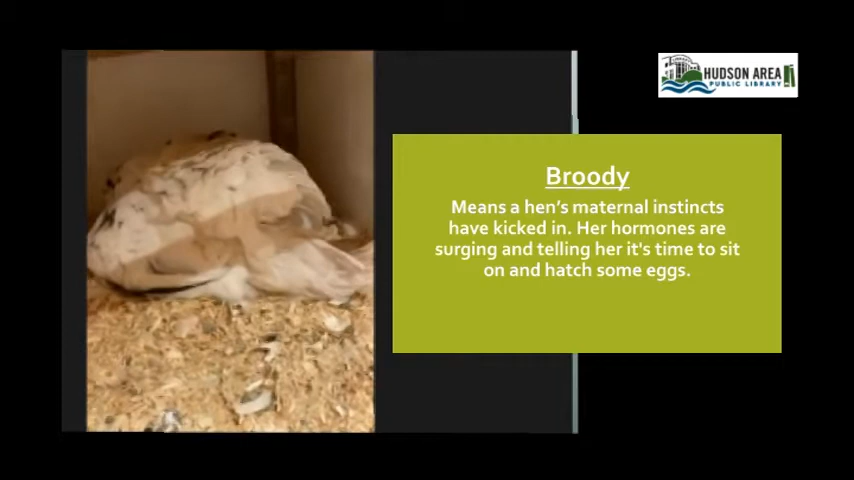 HUDSON AREA
PUBLIC LIBRARY
Broody
Means a hen's maternal instincts
have kicked in. Her hormones are
surging and telling her it's time to sit
on and hatch some eggs.